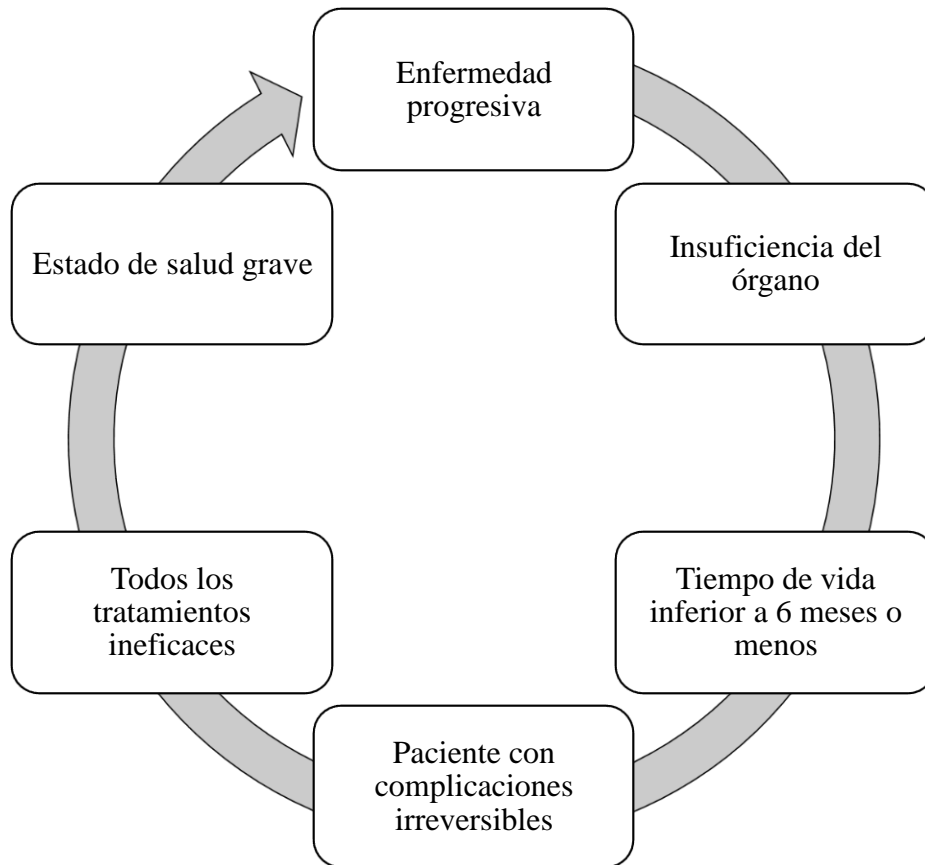 Enfermedad
progresiva
Insuficiencia del
órgano
Tiempo de vida
inferior a 6 meses o
menos
Paciente con
complicaciones
irreversibles
Todos los
tratamientos
ineficaces
Estado de salud grave